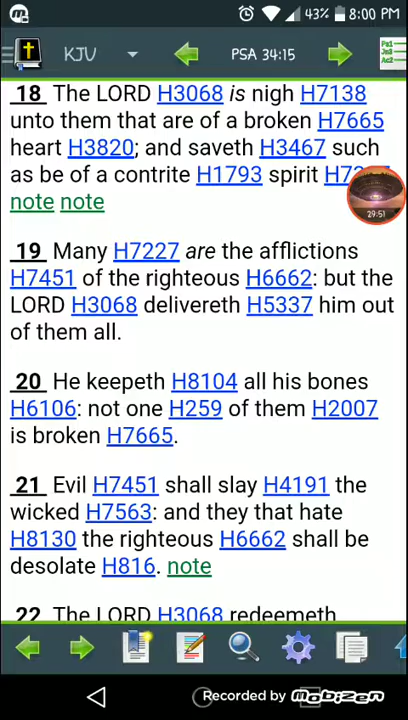 43% 8:00 PM
KJV PSA 34:15
Ps1
Js2
Ac2
18 The LORD H3068 is nigh H7138
unto them that are of a broken H7665
heart H3820; and saveth H3467 such
as be of a contrite H1793 spirit
note note
29:51
19 Many H7227 are the afflictions
H7451 of the righteous H6662: but the
LORD H3068 delivereth H5337 him out
of them all.
20 He keepeth H8104 all his bones
H6106: not one H259 of them H2007
is broken H7665.
21 Evil H7451 shall slay H4191 the
wicked H7563: and they that hate
H8130 the righteous H6662 shall be
desolate H816. note
22 The LORD H3068 redeemeth
Recorded by mobizen